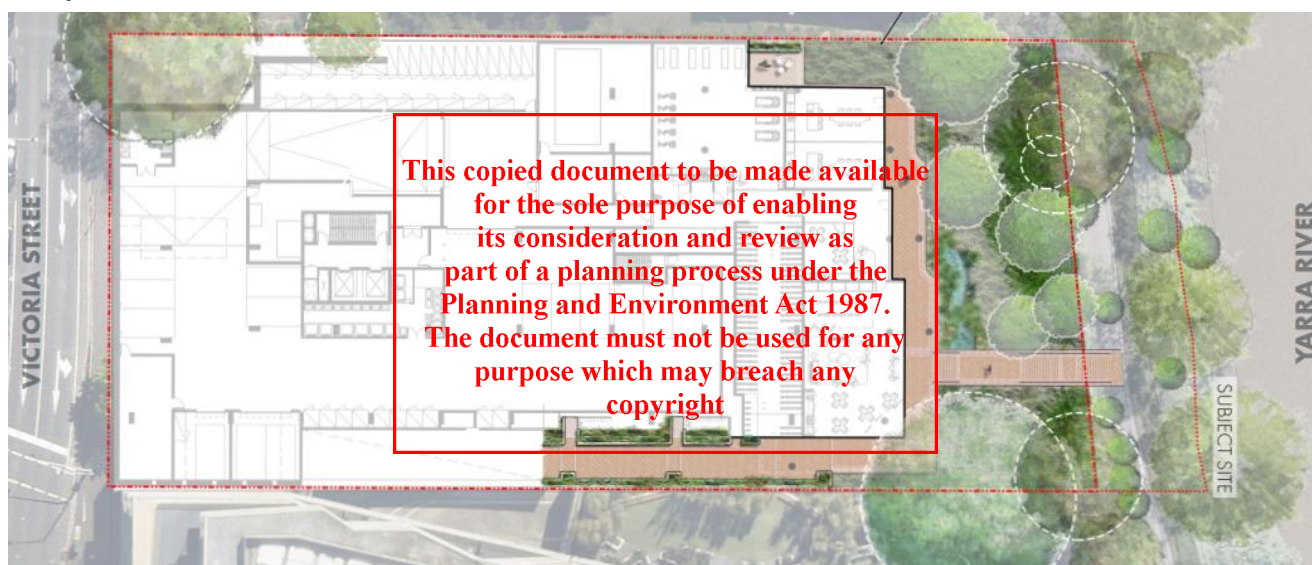 VICTORIA STREET
This copied document to be made available
for the sole purpose of enabling
its consideration and review as
part of a planning process under the
Planning and Environment Act 1987.
The document must not be used for any
purpose which may breach any
copyright
SUBJECT SITE
YARRA RIVER